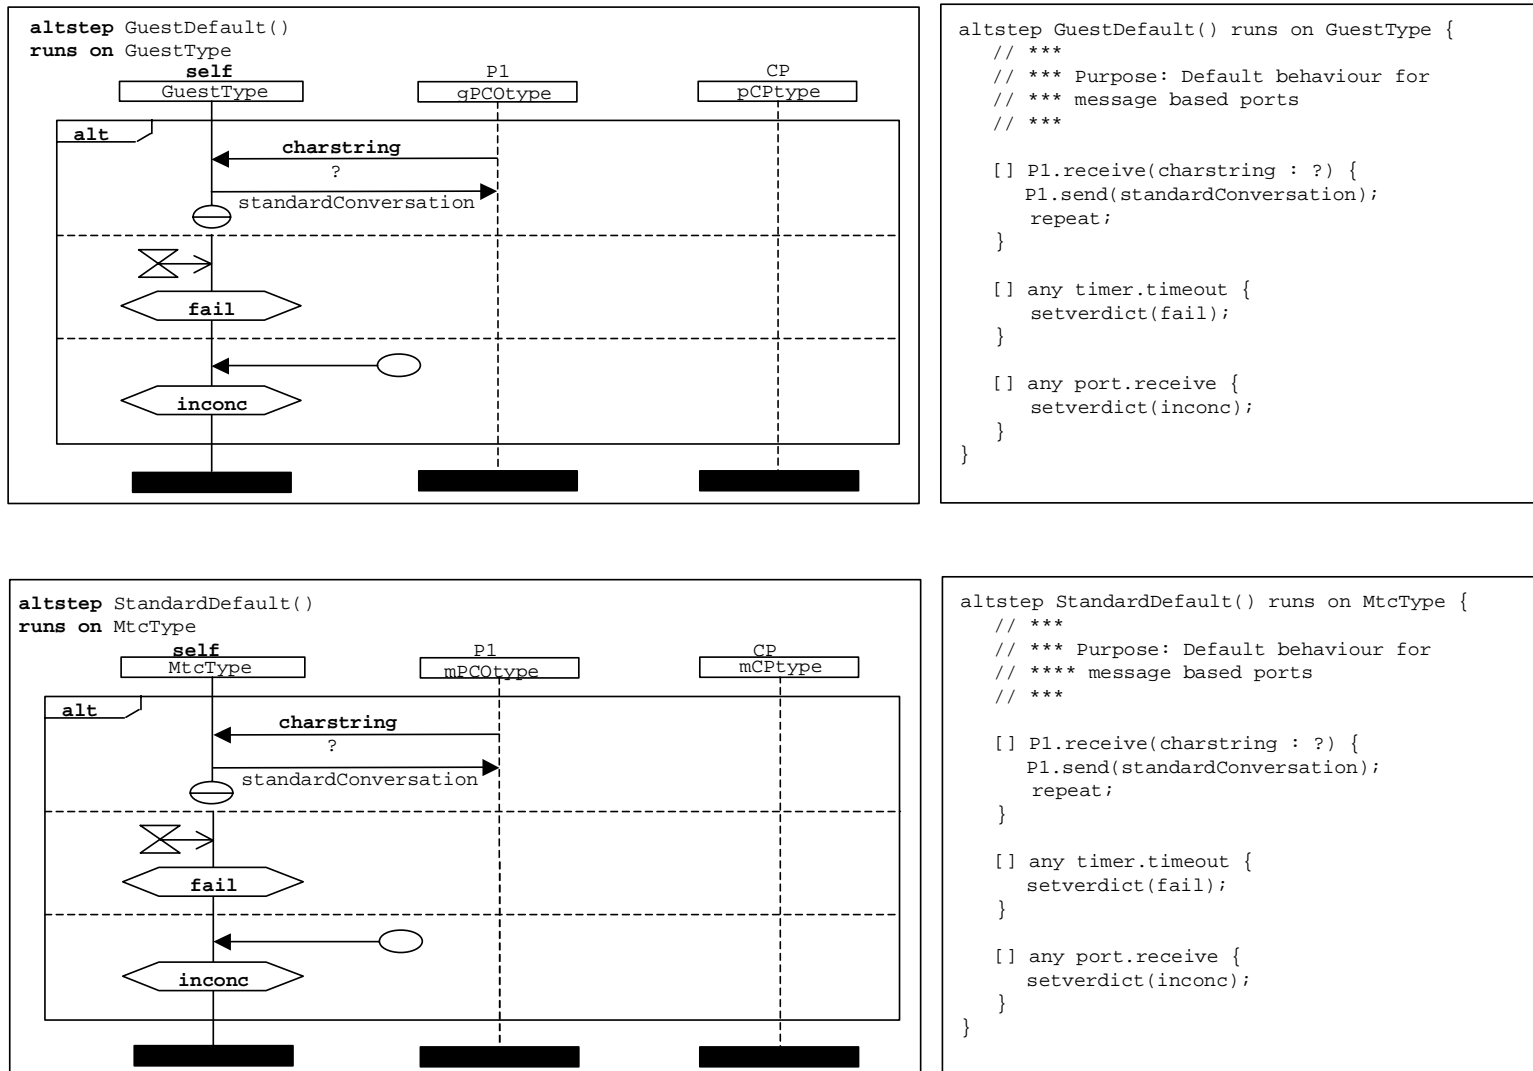 altstep GuestDefault()
runs on GuestType
self
P1
CP
GuestType
gPCOtype
pCPtype
alt
charstring
?
standardConversation
fail
inconc
altstep GuestDefault() runs on GuestType {
// ***
// *** Purpose: Default behaviour for
// *** message based ports
// ***
[] P1.receive(charstring : ?) {
P1.send(standardConversation);
repeat;
}
[] any timer.timeout {
setverdict(fail);
}
[] any port.receive {
setverdict(inconc);
}
}
altstep StandardDefault()
runs on MtcType
self
P1
CP
MtcType
mPCOtype
mCPtype
alt
charstring
?
standardConversation
fail
inconc
altstep StandardDefault() runs on MtcType {
// ***
// *** Purpose: Default behaviour for
// **** message based ports
// ***
[] P1.receive(charstring : ?) {
P1.send(standardConversation);
repeat;
}
[] any timer.timeout {
setverdict(fail);
}
[] any port.receive {
setverdict(inconc);
}
}